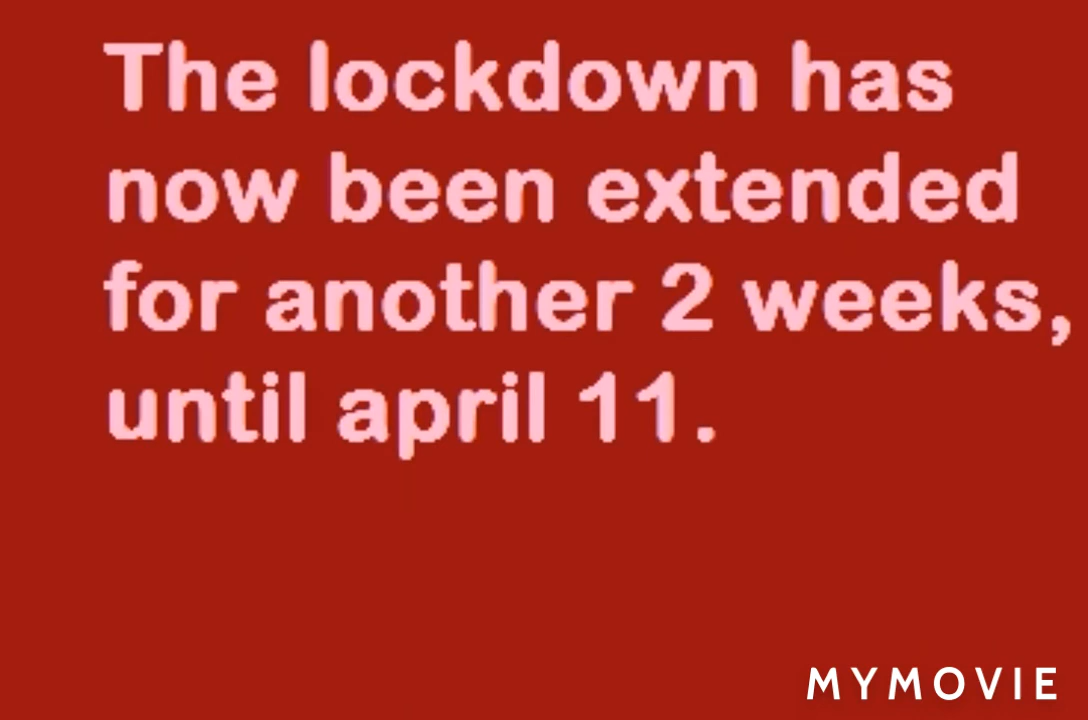 The lockdown has
now been extended
for another 2 weeks,
until april 11.
MYMOVIE